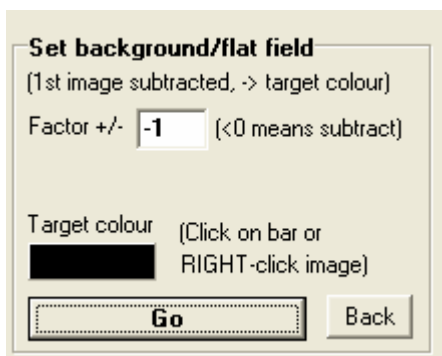 Set background/flat field
(1st image subtracted, -> target colour)
Factor +/- -1 (<0 means subtract)
Target colour (Click on bar or
RIGHT-click image)
Go Back